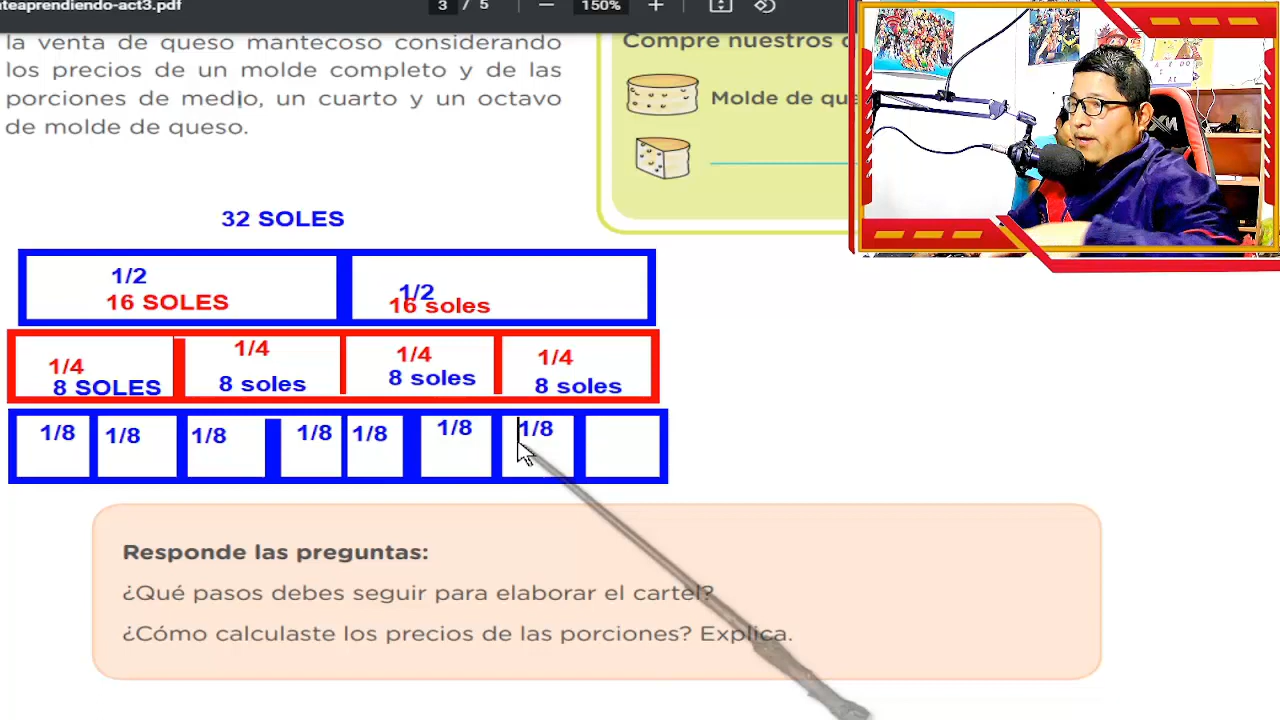 nteaprendiendo-act3.pdf
3 / 5
150%
la venta de queso mantecoso considerando
los precios de un molde completo y de las
porciones de medio, un cuarto y un octavo
de molde de queso.
Compre nuestros
Molde de que
32 SOLES
1/2 1/2
16 SOLES 16 soles
1/4 1/4 1/4 1/4
8 SOLES 8 soles 8 soles 8 soles
1/8 1/8 1/8 1/8 1/8 1/8 1/8
Responde las preguntas:
¿Qué pasos debes seguir para elaborar el cartel?
¿Cómo calculaste los precios de las porciones? Explica.